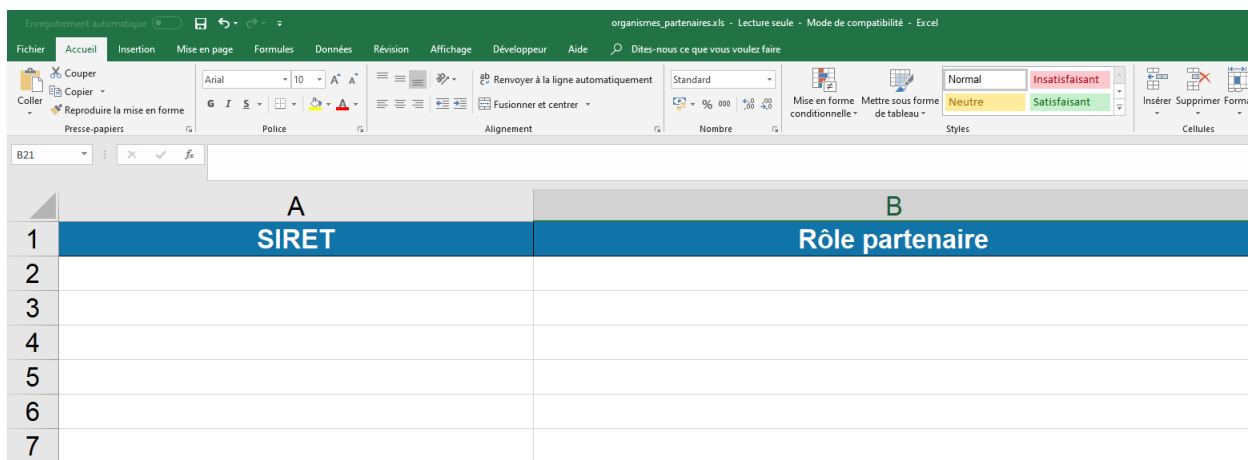 Enregistrement automatique
organismes_partenaires.xls - Lecture seule - Mode de compatibilité - Excel
Fichier Accueil Insertion Mise en page Formules Données Révision Affichage Développeur Aide Dites-nous ce que vous voulez faire
Coller
Couper
Copier
Reproduire la mise en forme
Presse-papiers
Arial 10 A A
G I S A
Police
Renvoyer à la ligne automatiquement
Fusionner et centrer
Alignement
Standard
% 000
Nombre
Mise en forme conditionnelle
Mettre sous forme de tableau
Normal Insatisfaisant
Neutre Satisfaisant
Styles
Insérer Supprimer Forma
Cellules
B21 fx
A B
1 SIRET Rôle partenaire
2
3
4
5
6
7